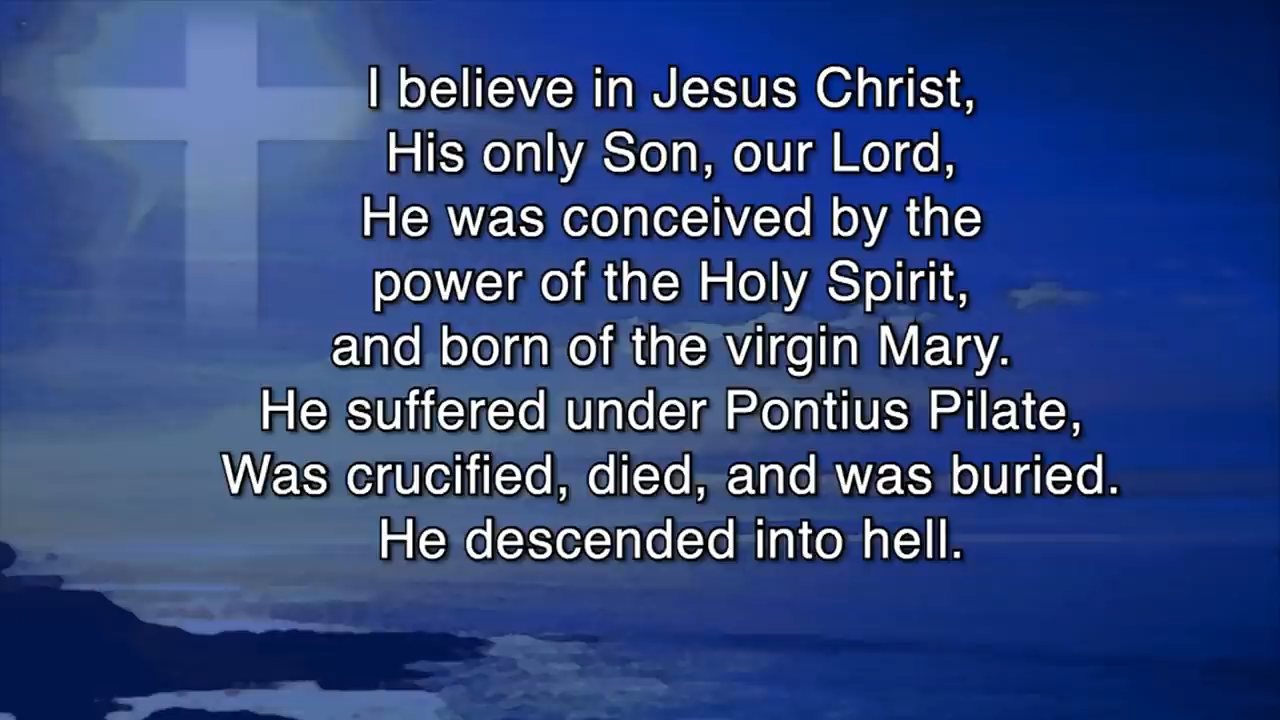 I believe in Jesus Christ,
His only Son, our Lord,
He was conceived by the
power of the Holy Spirit,
and born of the virgin Mary.
He suffered under Pontius Pilate,
Was crucified, died, and was buried.
He descended into hell.